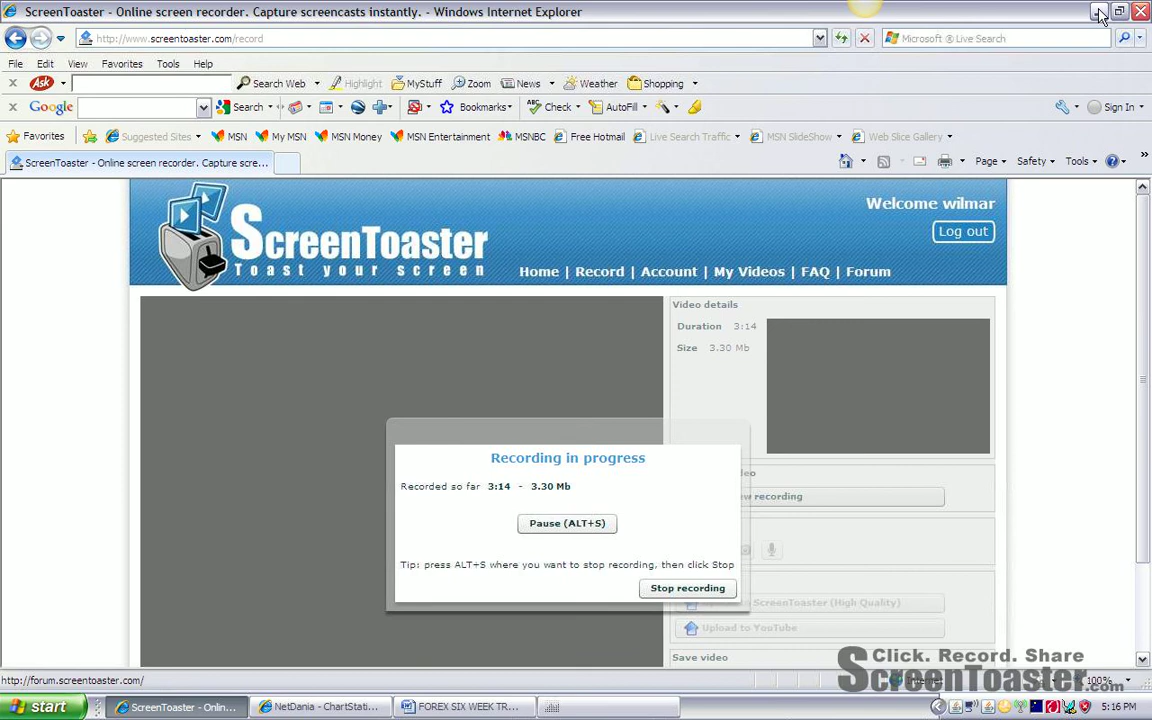 ScreenToaster - Online screen recorder. Capture screencasts instantly. - Windows Internet Explorer
http://www.screentoaster.com/record
Microsoft® Live Search
File Edit View Favorites Tools Help
Ask Search Web Highlight MyStuff Zoom News Weather Shopping
Google Search Bookmarks Check AutoFill Sign In
Favorites Suggested Sites MSN My MSN MSN Money MSN Entertainment MSNBC Free Hotmail Live Search Traffic MSN SlideShow Web Slice Gallery
ScreenToaster - Online screen recorder. Capture scre... Page Safety Tools
Welcome wilmar
Log out
ScreenToaster
Toast your screen
Home | Record | Account | My Videos | FAQ | Forum
Video details
Duration 3:14
Size 3.30 Mb
Recording in progress
Recorded so far 3:14 - 3.30 Mb
Pause (ALT+S)
Tip: press ALT+S where you want to stop recording, then click Stop
Stop recording
recording
ScreenToaster (High Quality)
Upload to YouTube
Save video
Click. Record. Share
ScreenToaster.com
http://forum.screentoaster.com/
100%
start ScreenToaster - Onlin... NetDania - ChartStati... FOREX SIX WEEK TR... 5:16 PM